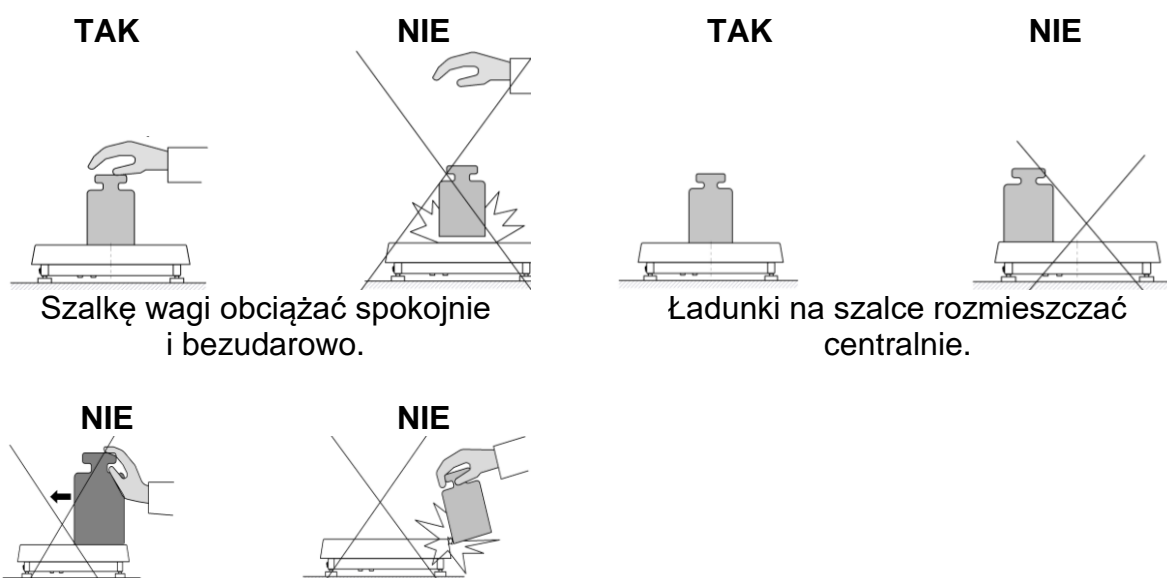 TAK
NIE
TAK
NIE
Szalkę wagi obciążać spokojnie
i bezudarowo.
Ładunki na szalce rozmieszczać
centralnie.
NIE
NIE